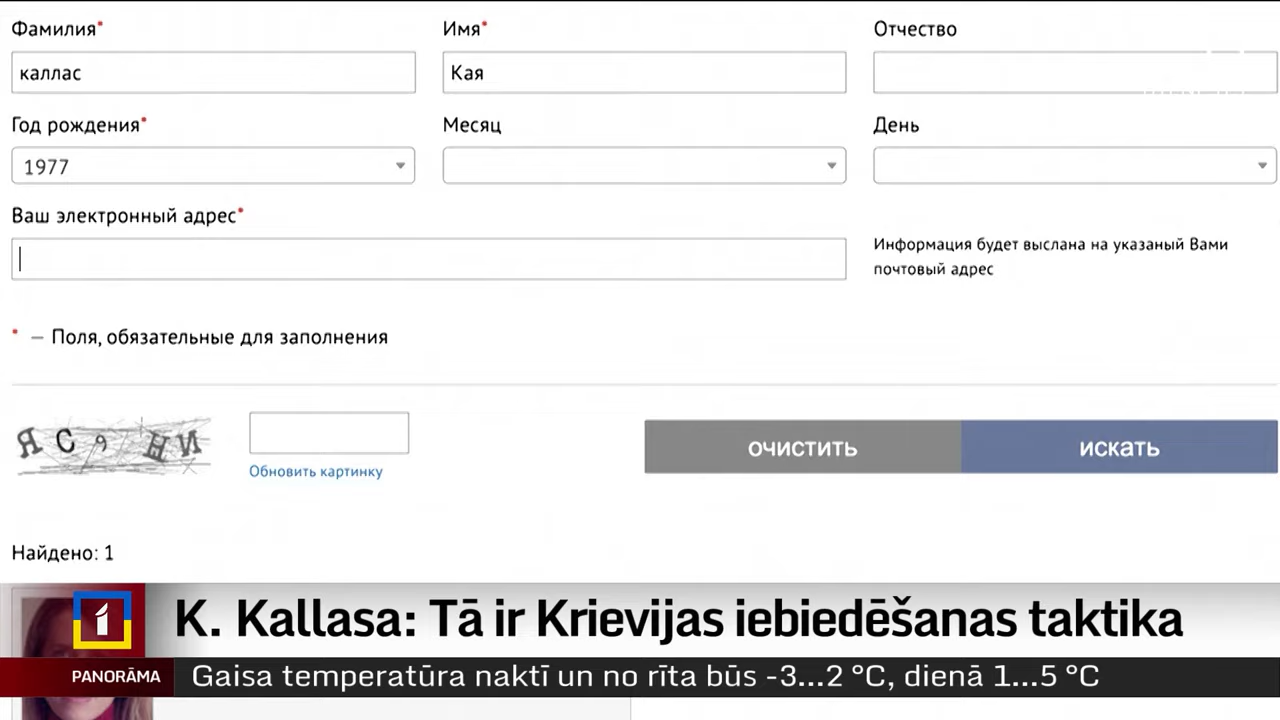 Фамилия*
Имя*
Отчество
каллас
Кая
Год рождения*
Месяц
День
1977
Ваш электронный адрес*
Информация будет выслана на указаный Вами
почтовый адрес
* — Поля, обязательные для заполнения
Обновить картинку
очистить
искать
Найдено: 1
1
K. Kallasa: Tā ir Krievijas iebiedēšanas taktika
PANORĀMA
Gaisa temperatūra naktī un no rīta būs -3...2 °C, dienā 1...5 °C